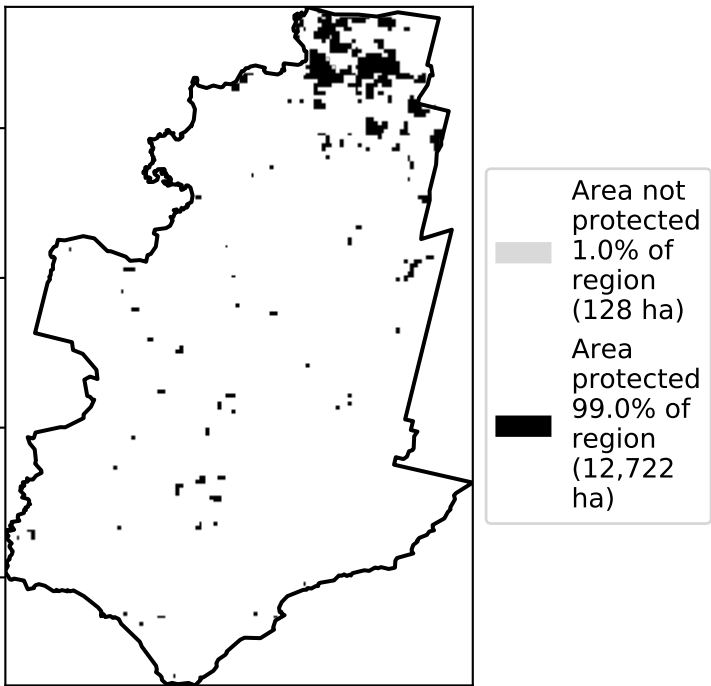 Area not
protected
1.0% of
region
(128 ha)
Area
protected
99.0% of
region
(12,722
ha)